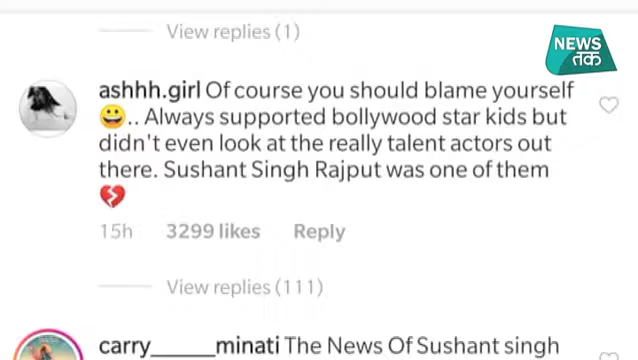 View replies (1)
NEWS
तक
ashhh.girl Of course you should blame yourself
😀.. Always supported bollywood star kids but
didn't even look at the really talent actors out
there. Sushant Singh Rajput was one of them
💔
15h 3299 likes Reply
View replies (111)
carry_____minati The News Of Sushant singh